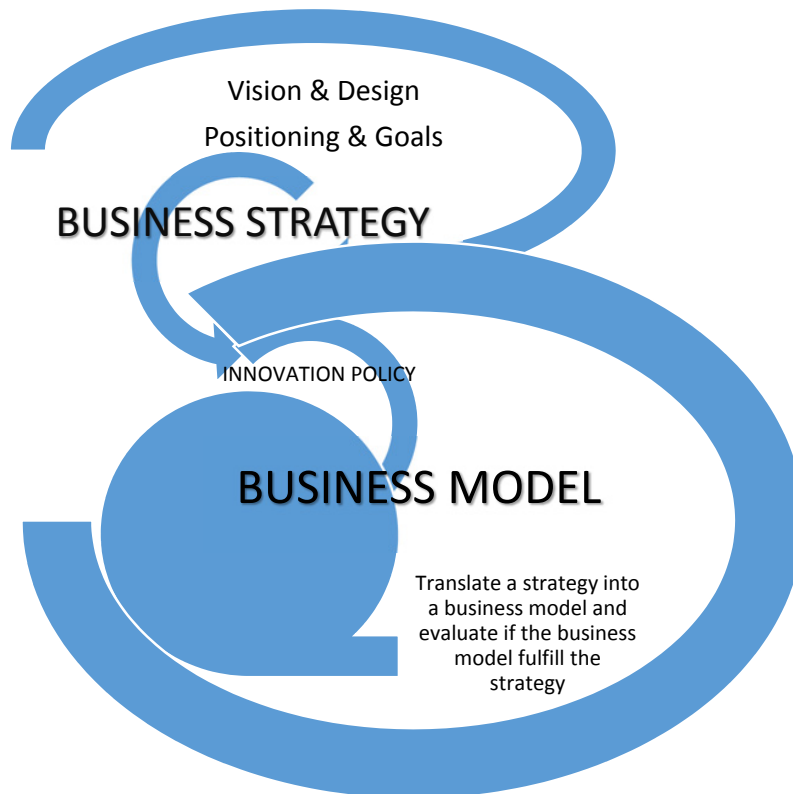 Vision & Design
Positioning & Goals
BUSINESS STRATEGY
INNOVATION POLICY
BUSINESS MODEL
Translate a strategy into
a business model and
evaluate if the business
model fulfill the
strategy